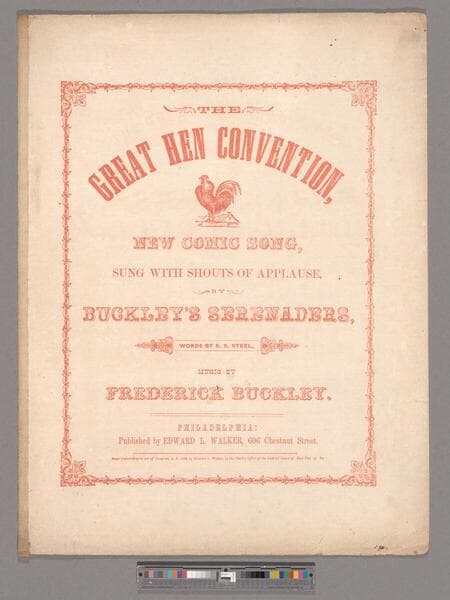 THE
GREAT HEN CONVENTION,
NEW COMIC SONG,
SUNG WITH SHOUTS OF APPLAUSE,
BY
BUCKLEY'S SERENADERS,
WORDS BY S. S. STEEL,
MUSIC BY
FREDERICK BUCKLEY.
PHILADELPHIA:
Published by EDWARD L. WALKER, 606 Chestnut Street.